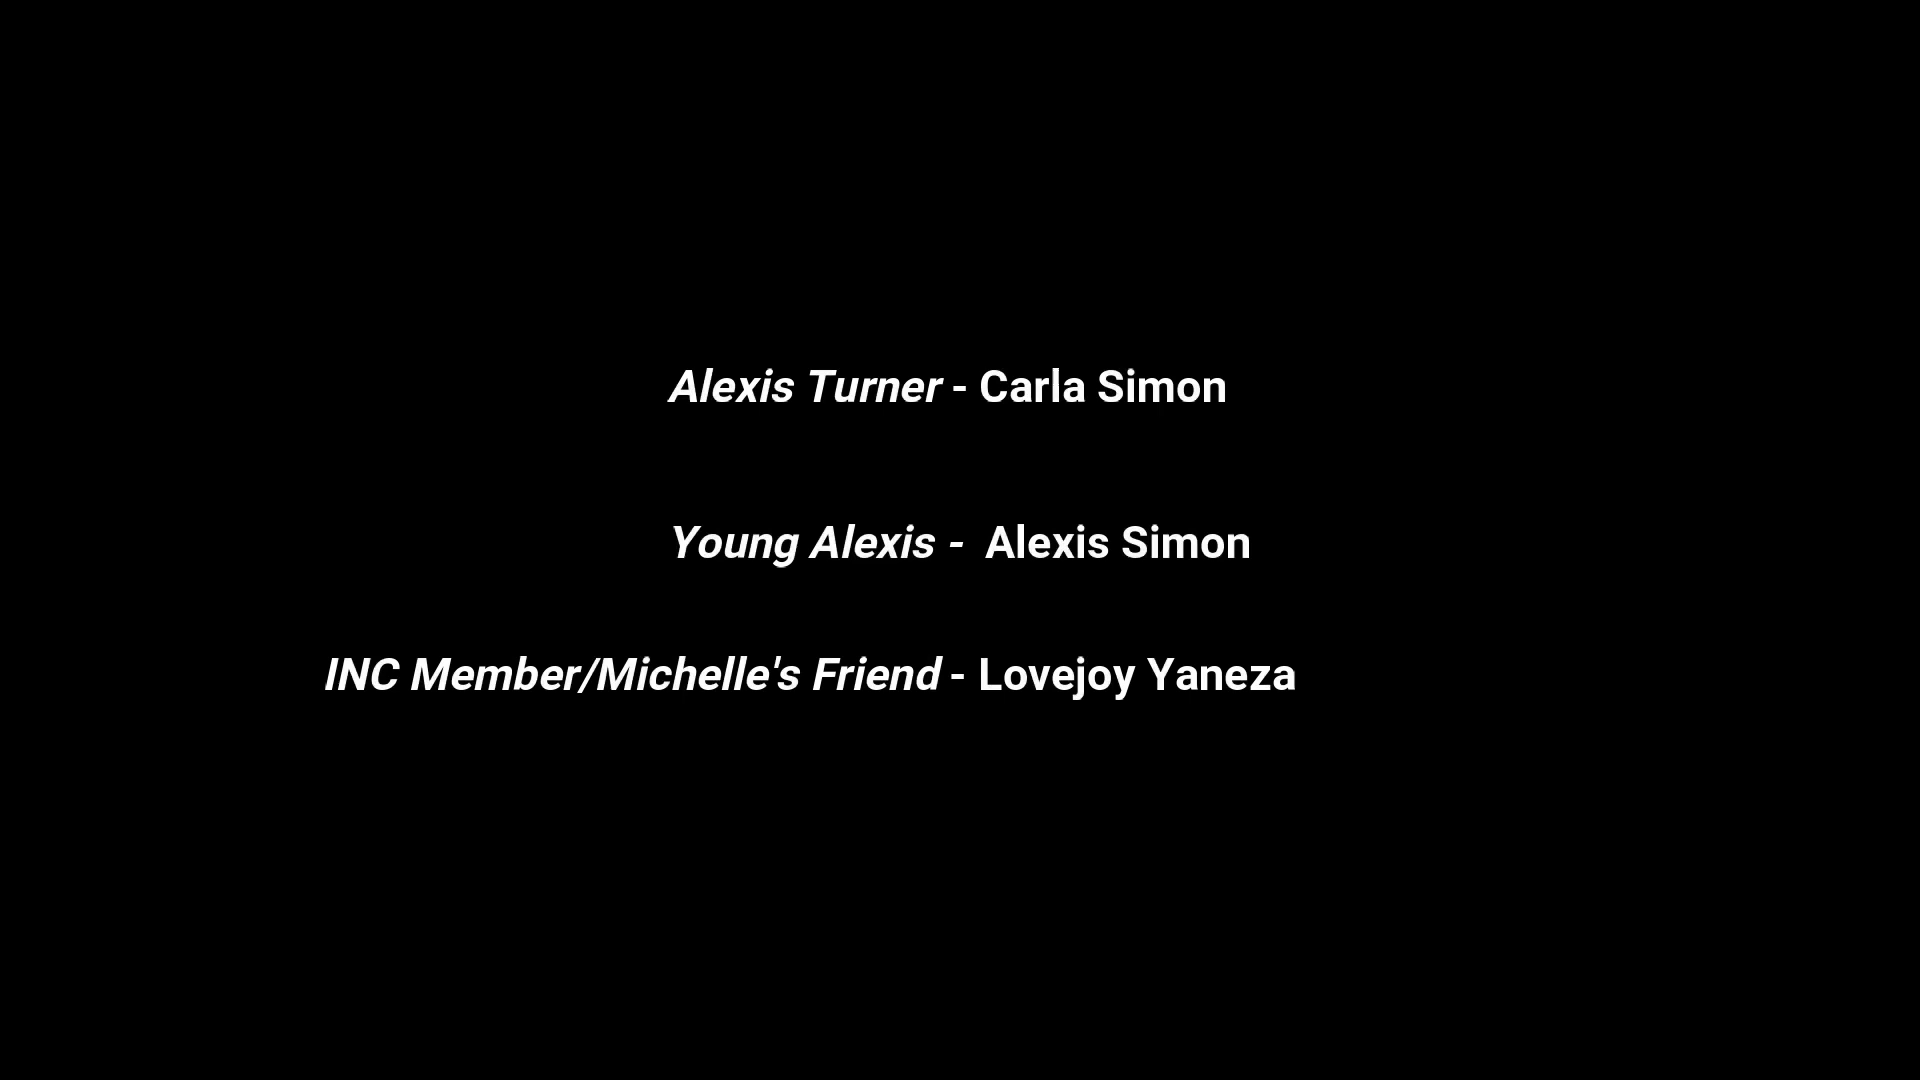 Alexis Turner - Carla Simon
Young Alexis - Alexis Simon
INC Member/Michelle's Friend - Lovejoy Yaneza